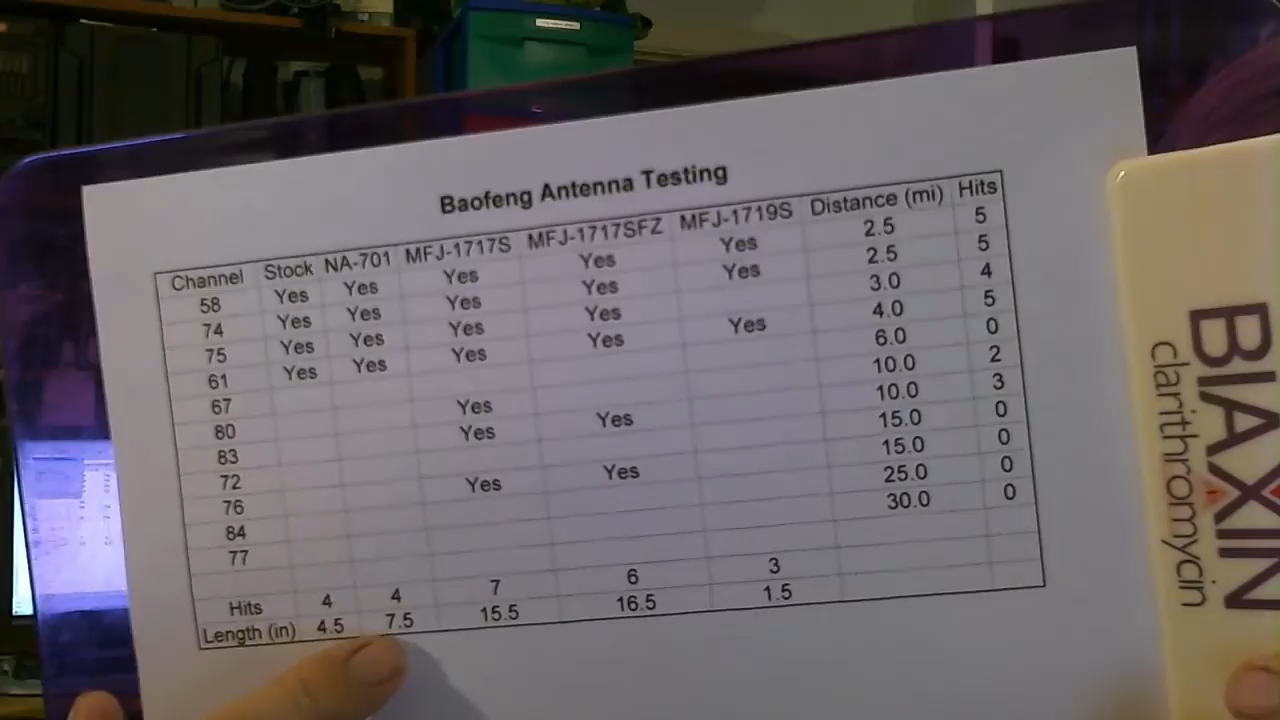 Baofeng Antenna Testing
Channel Stock NA-701 MFJ-1717S MFJ-1717SFZ MFJ-1719S Distance (mi) Hits
58 Yes Yes Yes Yes Yes 2.5 5
74 Yes Yes Yes Yes Yes 2.5 5
75 Yes Yes Yes Yes 3.0 4
61 Yes Yes Yes Yes Yes 4.0 5
67 6.0 0
80 Yes 10.0 2
83 Yes Yes 10.0 3
72 15.0 0
76 Yes Yes 15.0 0
84 25.0 0
77 30.0 0
Hits 4 4 7 6 3
Length (in) 4.5 7.5 15.5 16.5 1.5
BIAXIN
clarithromycin